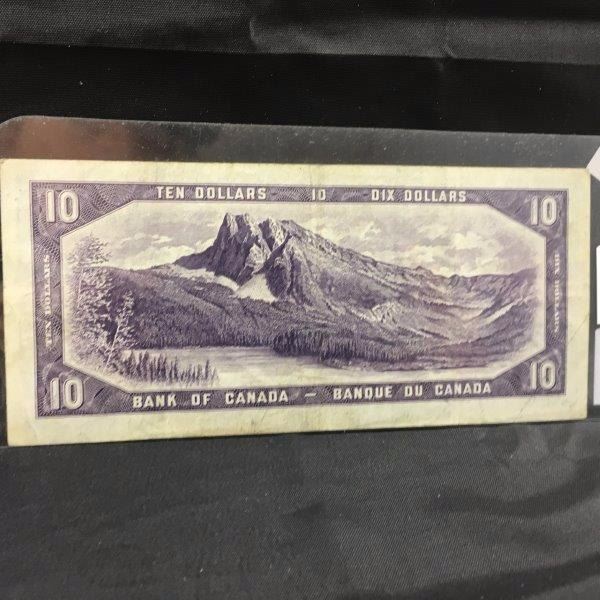 10 TEN DOLLARS 10 DIX DOLLARS 10
TEN DOLLARS
DIX DOLLARS
10 BANK OF CANADA – BANQUE DU CANADA 10